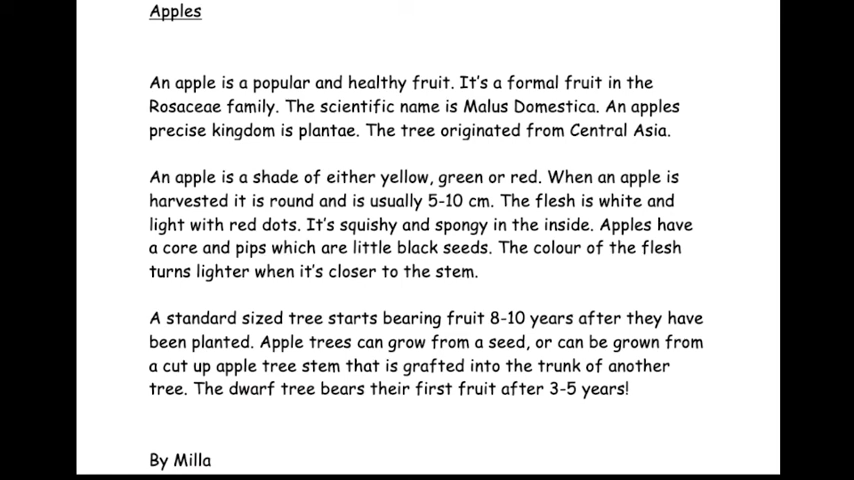 Apples
An apple is a popular and healthy fruit. It's a formal fruit in the
Rosaceae family. The scientific name is Malus Domestica. An apples
precise kingdom is plantae. The tree originated from Central Asia.
An apple is a shade of either yellow, green or red. When an apple is
harvested it is round and is usually 5-10 cm. The flesh is white and
light with red dots. It's squishy and spongy in the inside. Apples have
a core and pips which are little black seeds. The colour of the flesh
turns lighter when it's closer to the stem.
A standard sized tree starts bearing fruit 8-10 years after they have
been planted. Apple trees can grow from a seed, or can be grown from
a cut up apple tree stem that is grafted into the trunk of another
tree. The dwarf tree bears their first fruit after 3-5 years!
By Milla